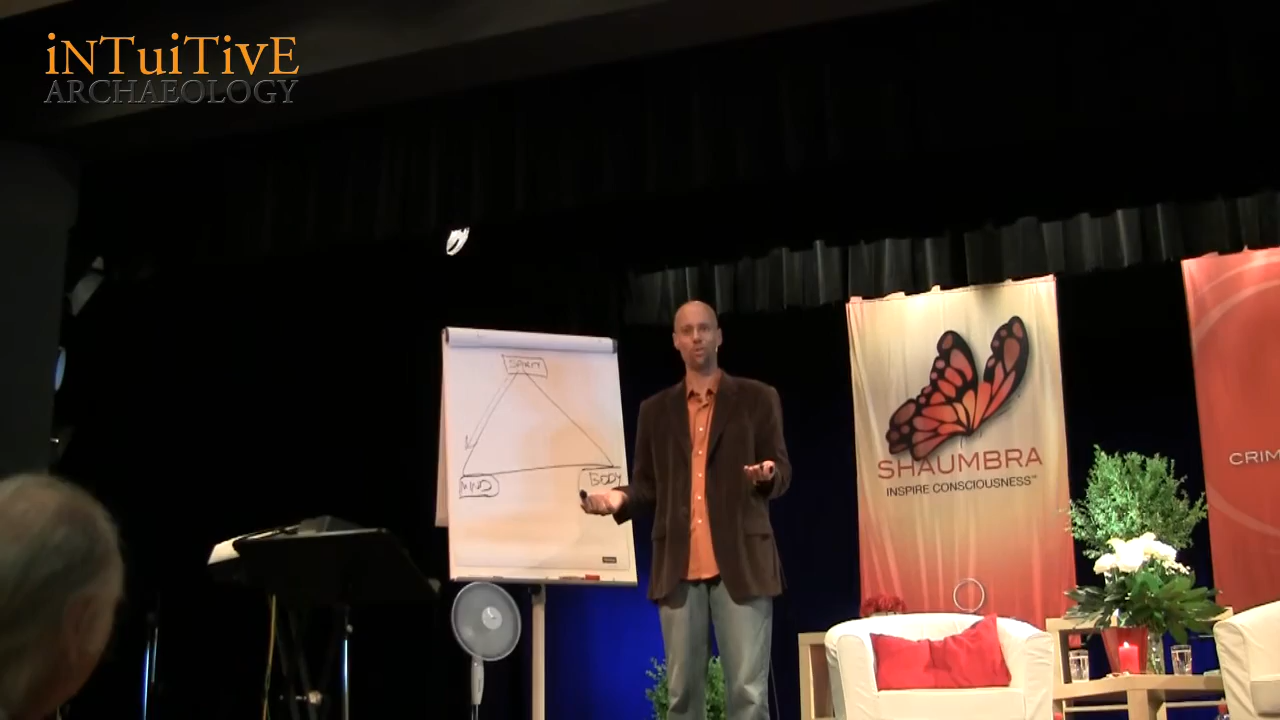 iNTuiTivE
ARCHAEOLOGY
SPIRIT
MIND
BODY
SHAUMBRA
INSPIRE CONSCIOUSNESS™
CRIM